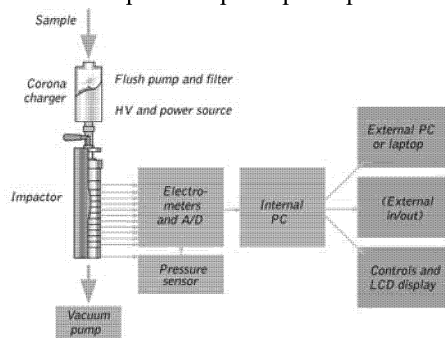 Sample
Corona
charger
Flush pump and filter
HV and power source
Impactor
Electro-
meters
and A/D
Internal
PC
External PC
or laptop
(External
in/out)
Controls and
LCD display
Pressure
sensor
Vacuum
pump